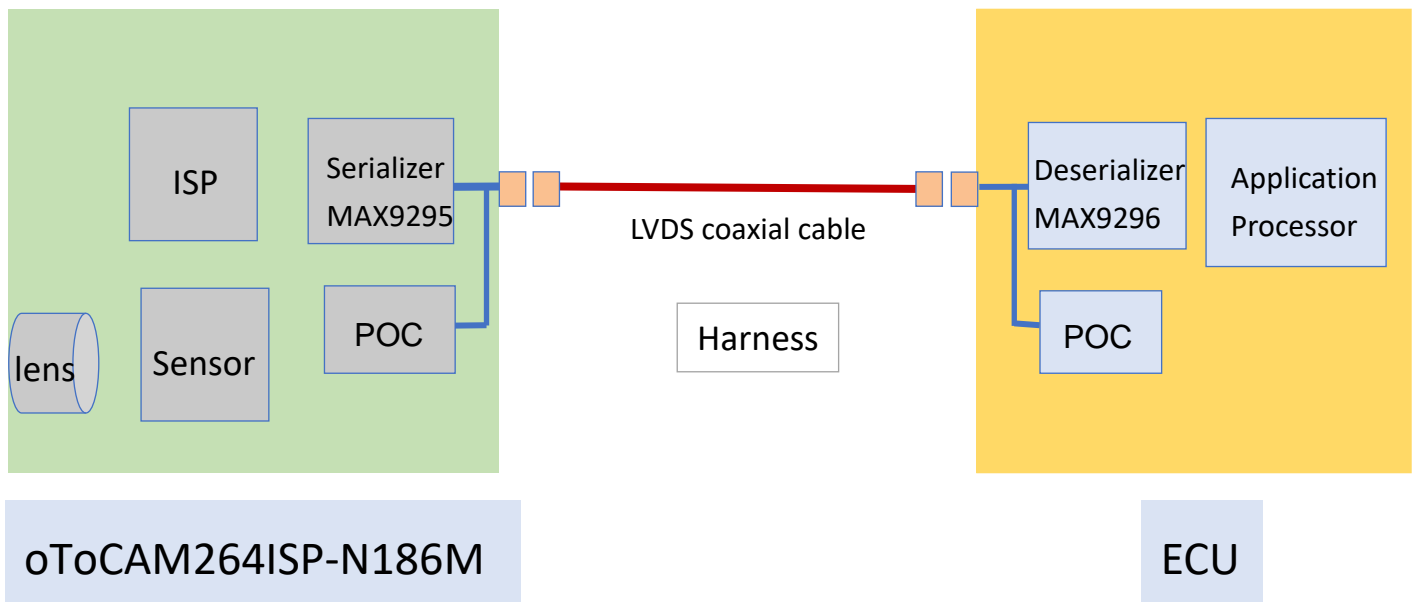 ISP
Serializer
MAX9295
lens
Sensor
POC
LVDS coaxial cable
Harness
Deserializer
MAX9296
Application
Processor
POC
oToCAM264ISP-N186M
ECU